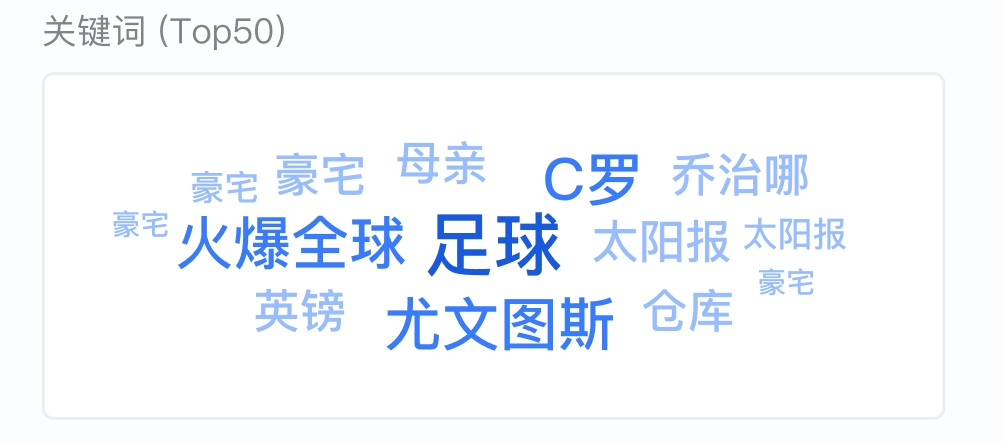 关键词 (Top50)
豪宅 豪宅 母亲 C罗 乔治哪
豪宅 火爆全球 足球 太阳报 太阳报
豪宅
英镑 尤文图斯 仓库